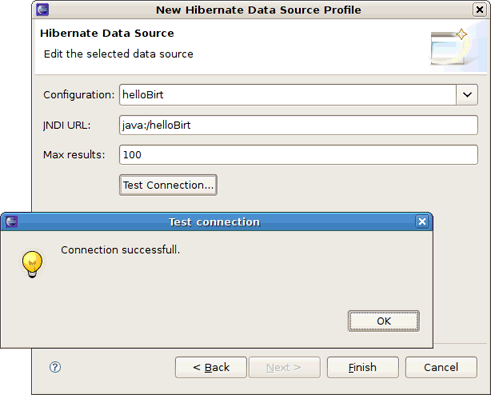 New Hibernate Data Source Profile
Hibernate Data Source
Edit the selected data source
Configuration: helloBirt
JNDI URL: java:/helloBirt
Max results: 100
Test Connection...
Test connection
Connection successfull.
OK
< Back Next > Finish Cancel